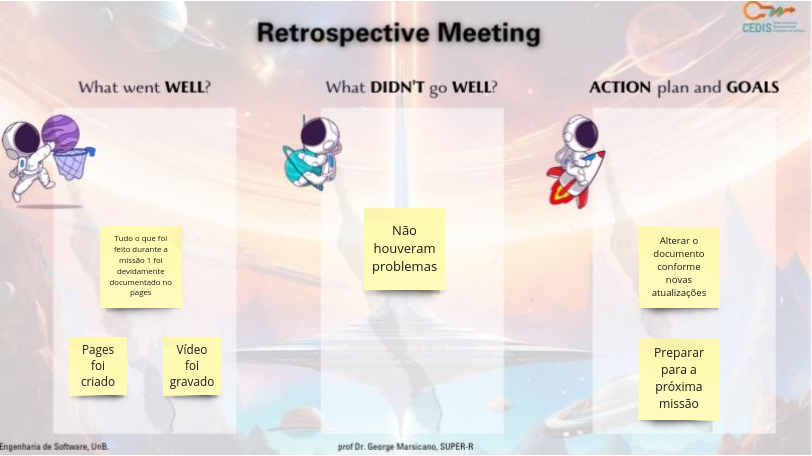 Retrospective Meeting
CEDIS
What went WELL?
What DIDN'T go WELL?
ACTION plan and GOALS
Tudo o que foi
feito durante a
missão 1 foi
devidamente
documentado no
pages
Pages
foi
criado
Vídeo
foi
gravado
Não
houveram
problemas
Alterar o
documento
conforme
novas
atualizações
Preparar
para a
próxima
missão
Engenharia de Software, UnB.
prof Dr. George Marsicano, SUPER-R